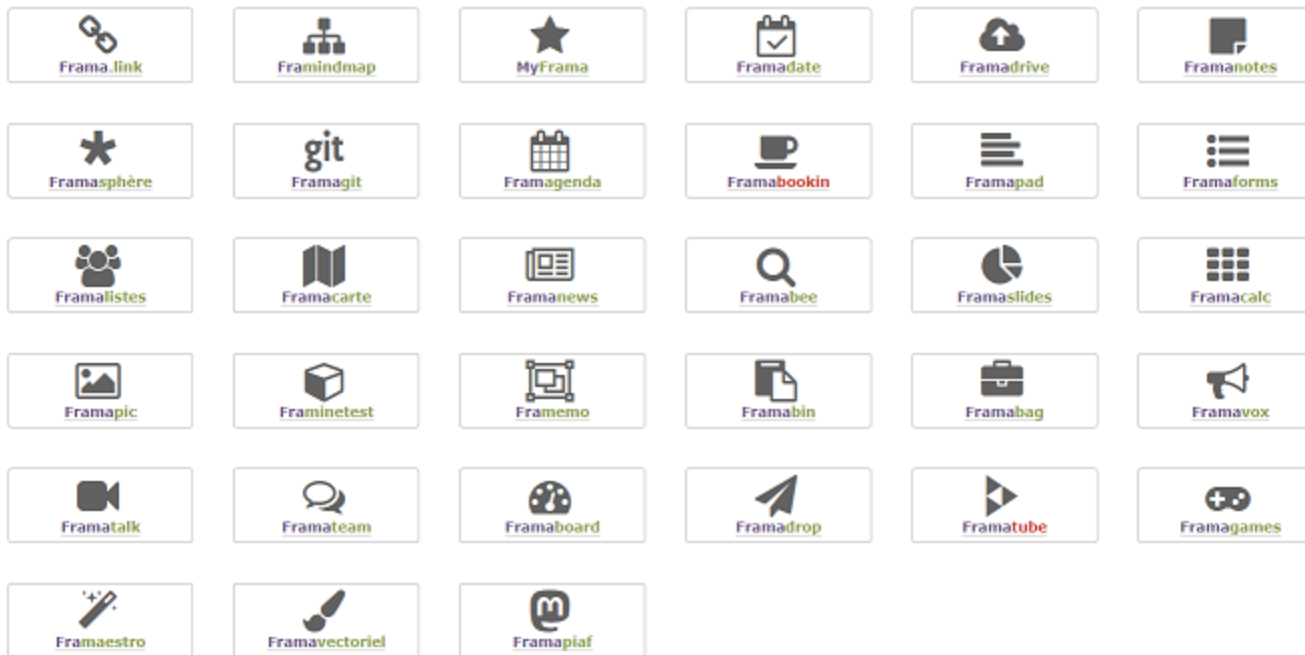 Frama.link
Framindmap
MyFrama
Framadate
Framadrive
Framanotes
Framasphère
git
Framagit
Framagenda
Framabookin
Framapad
Framaforms
Framalistes
Framacarte
Framanews
Framabee
Framaslides
Framacalc
Framapic
Framinetest
Framemo
Framabin
Framabag
Framavox
Framatalk
Framateam
Framaboard
Framadrop
Framatube
Framagames
Framaestro
Framavectoriel
Framapiaf